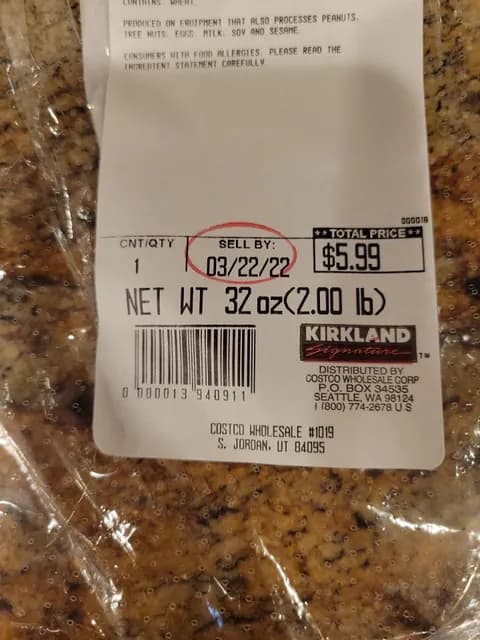 CONTAINS: WHEAT.
PRODUCED ON EQUIPMENT THAT ALSO PROCESSES PEANUTS,
TREE NUTS, EGGS, MILK, SOY AND SESAME.
CONSUMERS WITH FOOD ALLERGIES, PLEASE READ THE
INGREDIENT STATEMENT CAREFULLY
000018
CNT/QTY
1
SELL BY:
03/22/22
**TOTAL PRICE**
$5.99
NET WT 32 oz(2.00 lb)
0 000013 940911
KIRKLAND
Signature™
DISTRIBUTED BY
COSTCO WHOLESALE CORP
P.O. BOX 34535
SEATTLE, WA 98124
1 (800) 774-2678 U S
COSTCO WHOLESALE #1019
S. JORDAN, UT 84095